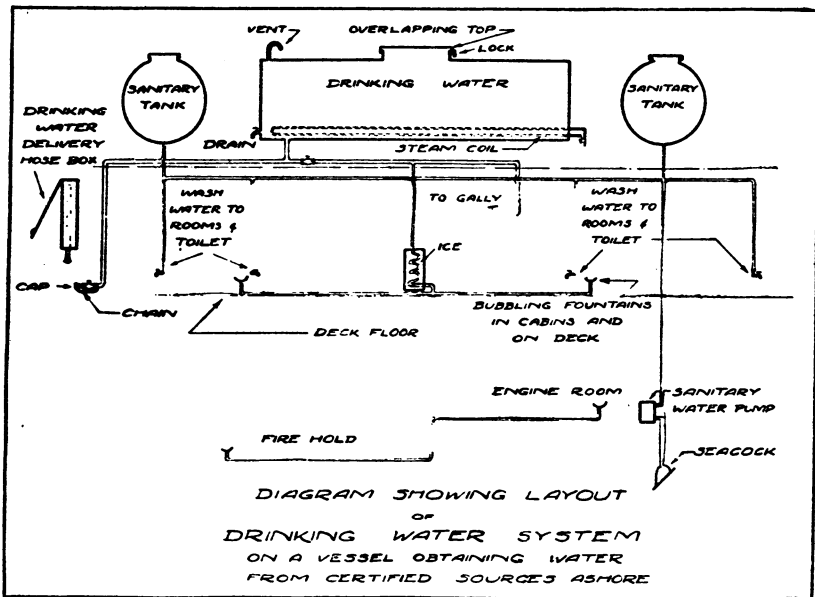 VENT
OVERLAPPING TOP
LOCK
SANITARY
TANK
DRINKING WATER
SANITARY
TANK
DRINKING
WATER
DELIVERY
HOSE BOX
DRAIN
STEAM COIL
WASH
WATER TO
ROOMS &
TOILET
TO GALLY
WASH
WATER TO
ROOMS &
TOILET
ICE
CAP
CHAIN
DECK FLOOR
BUBBLING FOUNTAINS
IN CABINS AND
ON DECK
ENGINE ROOM
SANITARY
WATER PUMP
FIRE HOLD
SEACOCK
DIAGRAM SHOWING LAYOUT
OF
DRINKING WATER SYSTEM
ON A VESSEL OBTAINING WATER
FROM CERTIFIED SOURCES ASHORE